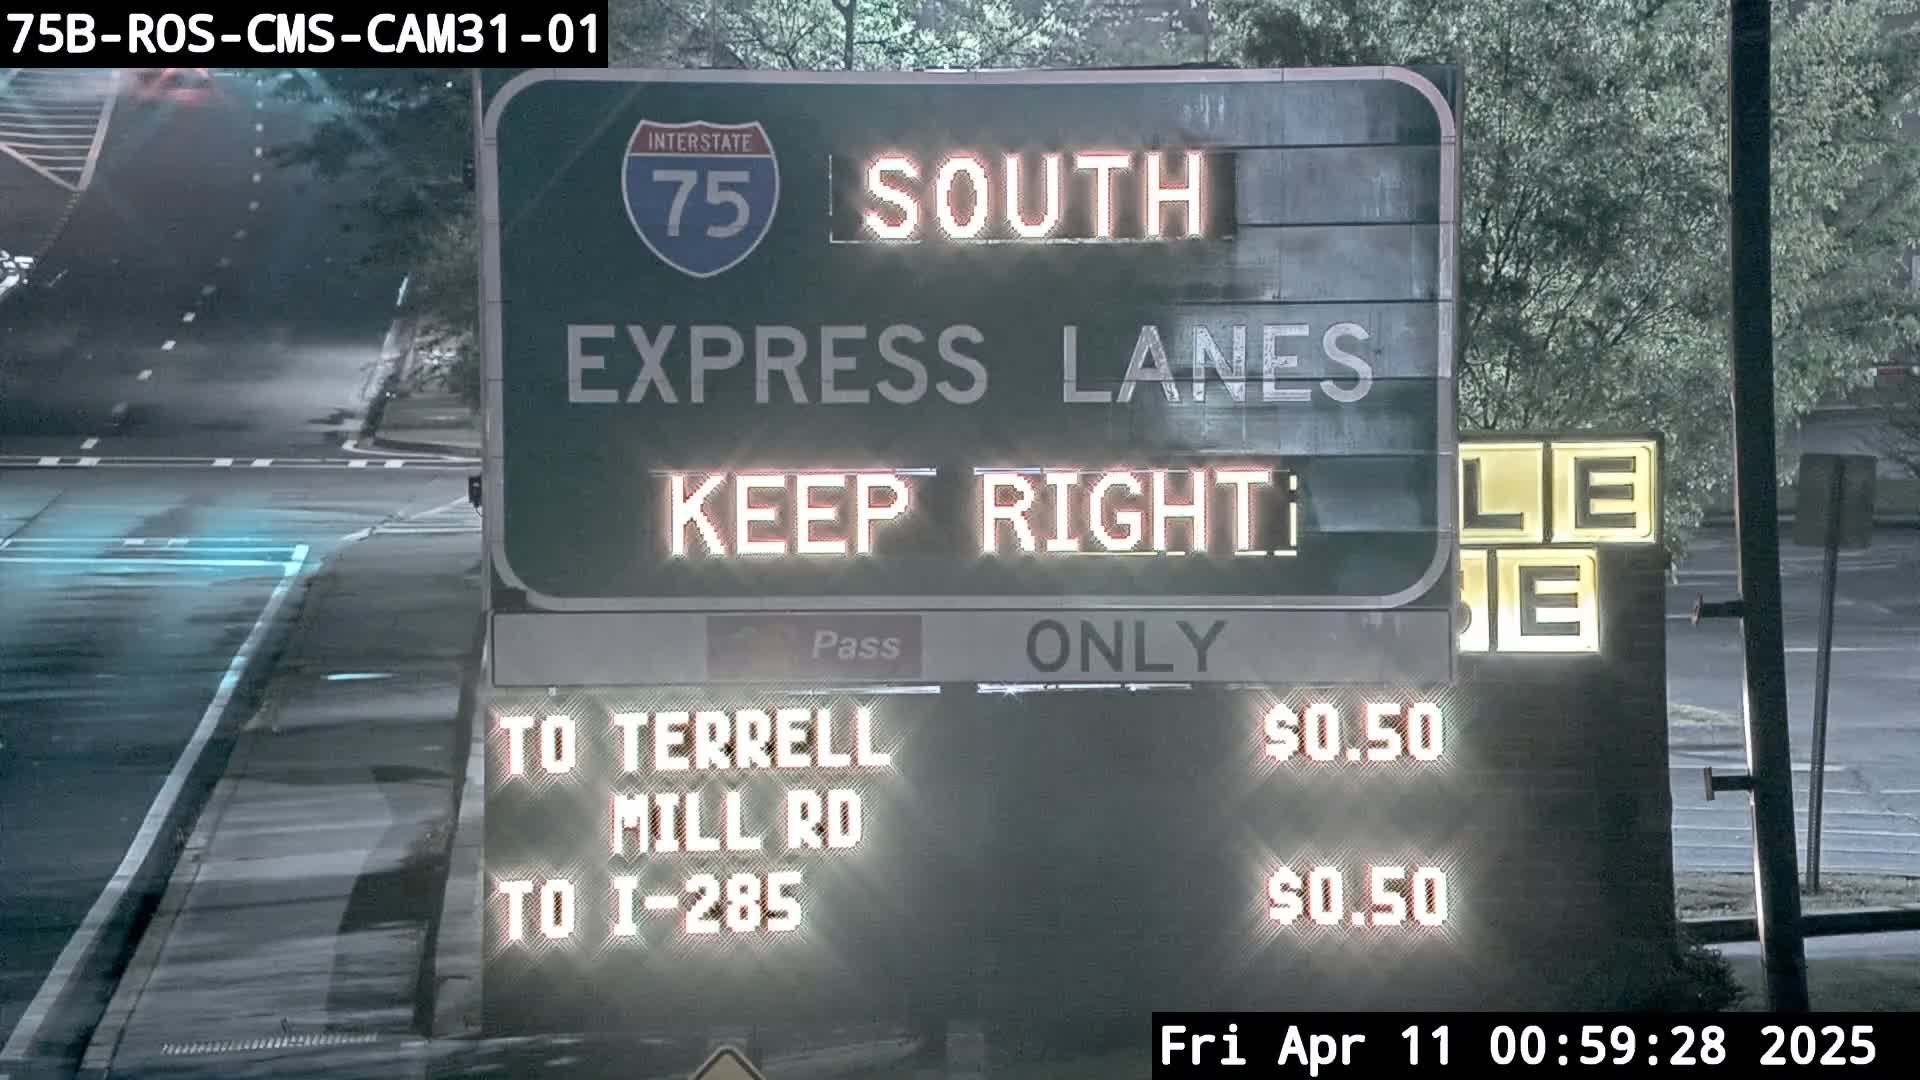 75B-ROS-CMS-CAM31-01
INTERSTATE
75
SOUTH
EXPRESS LANES
KEEP RIGHT
Pass ONLY
LE
E
TO TERRELL $0.50
MILL RD
TO I-285 $0.50
Fri Apr 11 00:59:28 2025